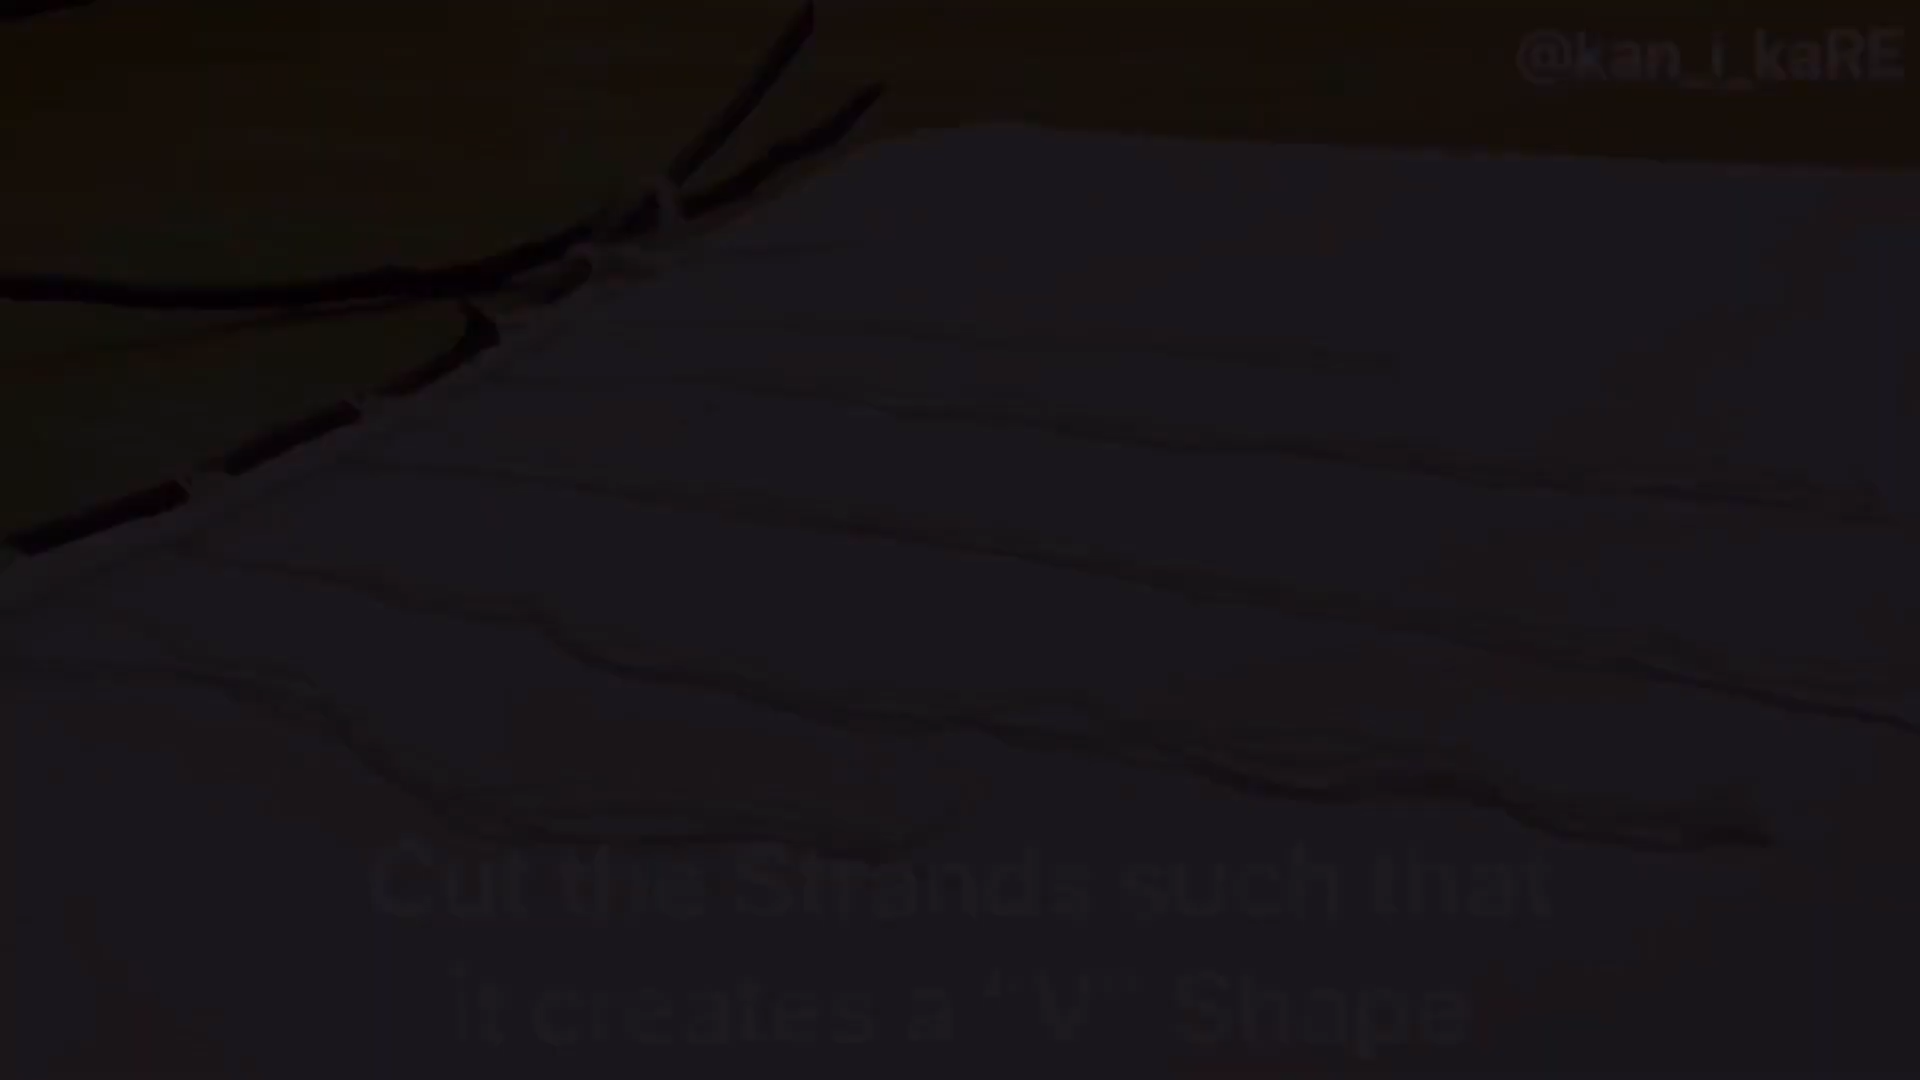 @kan_i_kaRE
Cut the Strands such that
it creates a "V" Shape